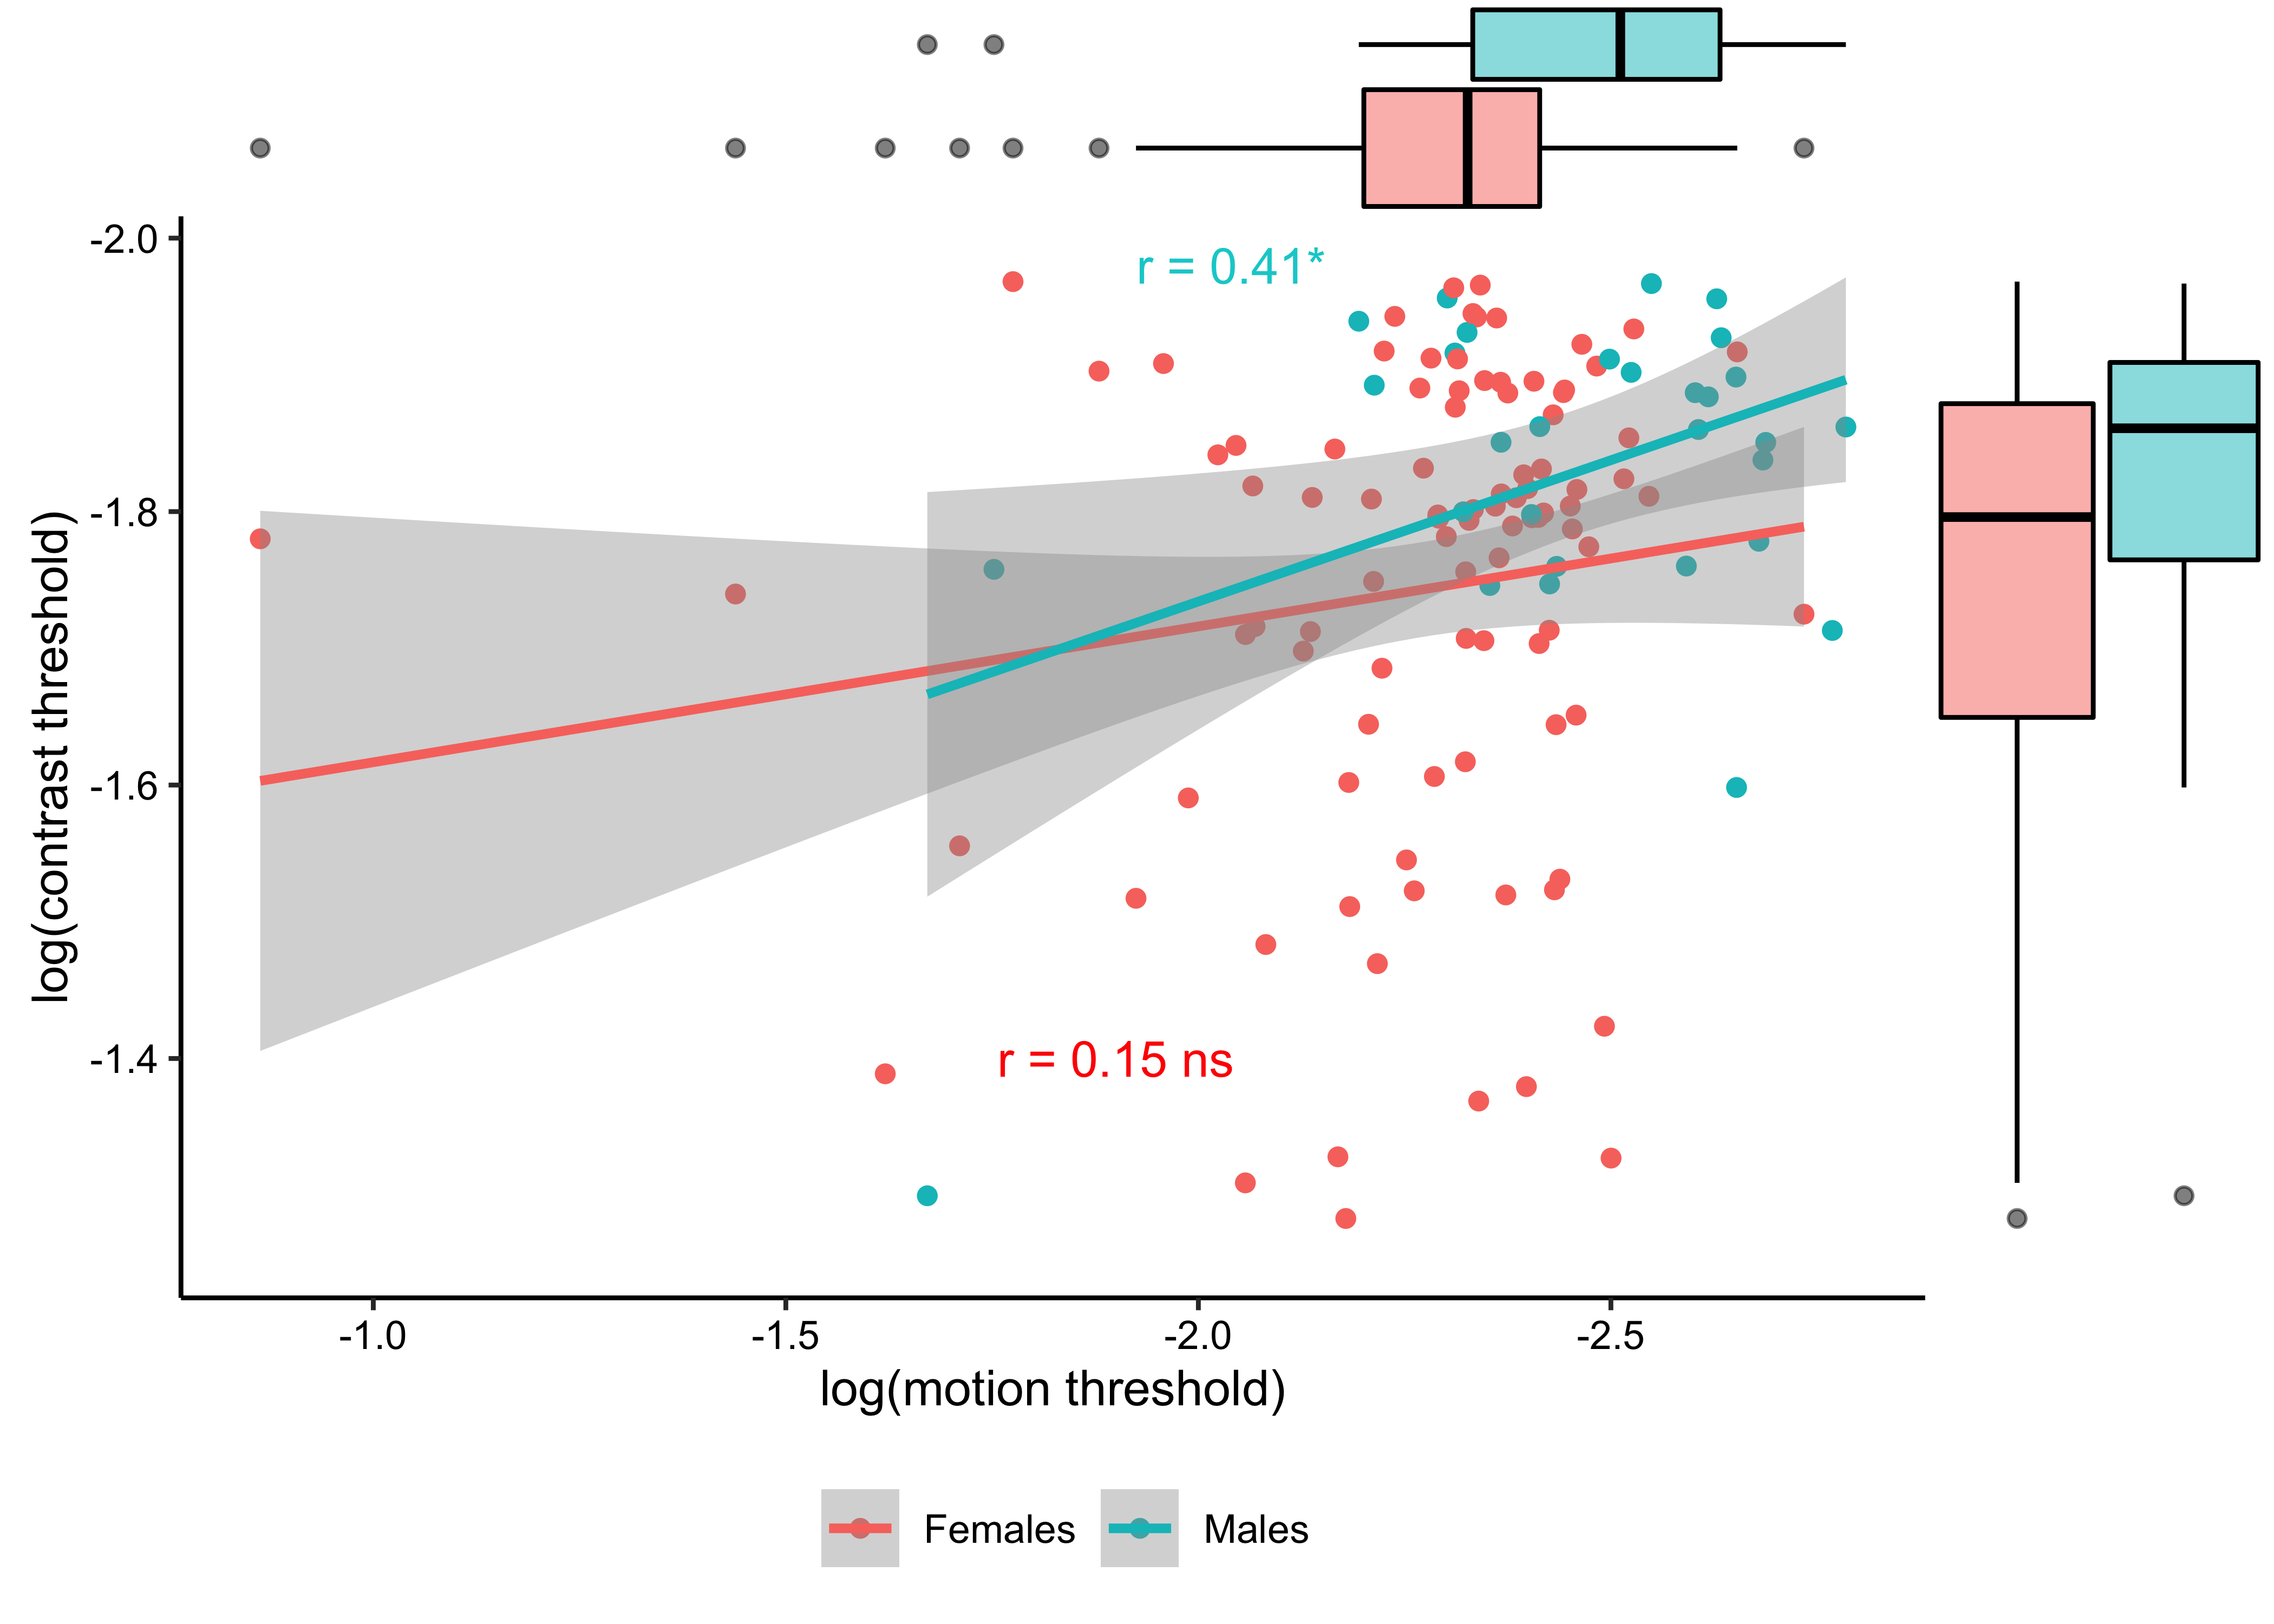 r = 0.41*
r = 0.15 ns
-2.0
-1.8
-1.6
-1.4
log(contrast threshold)
-1.0
-1.5
-2.0
-2.5
log(motion threshold)
Females
Males